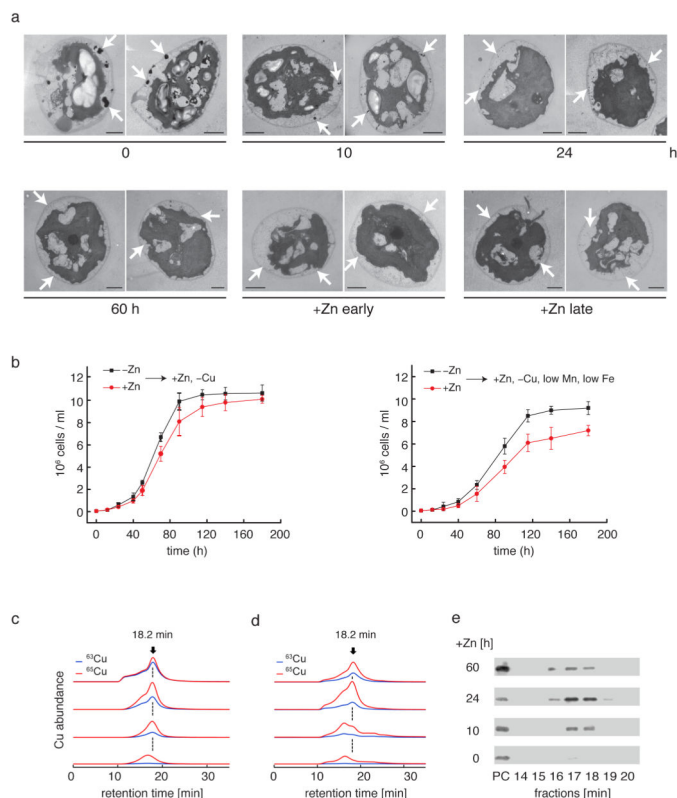 a
0 10 24 h
60 h +Zn early +Zn late
b
−Zn
+Zn
+Zn, −Cu
12
10
8
6
4
2
0
10⁶ cells / ml
0 40 80 120 160 200
time (h)
−Zn
+Zn
+Zn, −Cu, low Mn, low Fe
12
10
8
6
4
2
0
10⁶ cells / ml
0 40 80 120 160 200
time (h)
c
18.2 min
⁶³Cu
⁶⁵Cu
Cu abundance
0 10 20 30
retention time [min]
d
18.2 min
⁶³Cu
⁶⁵Cu
0 10 20 30
retention time [min]
e
+Zn [h]
60
24
10
0
PC 14 15 16 17 18 19 20
fractions [min]